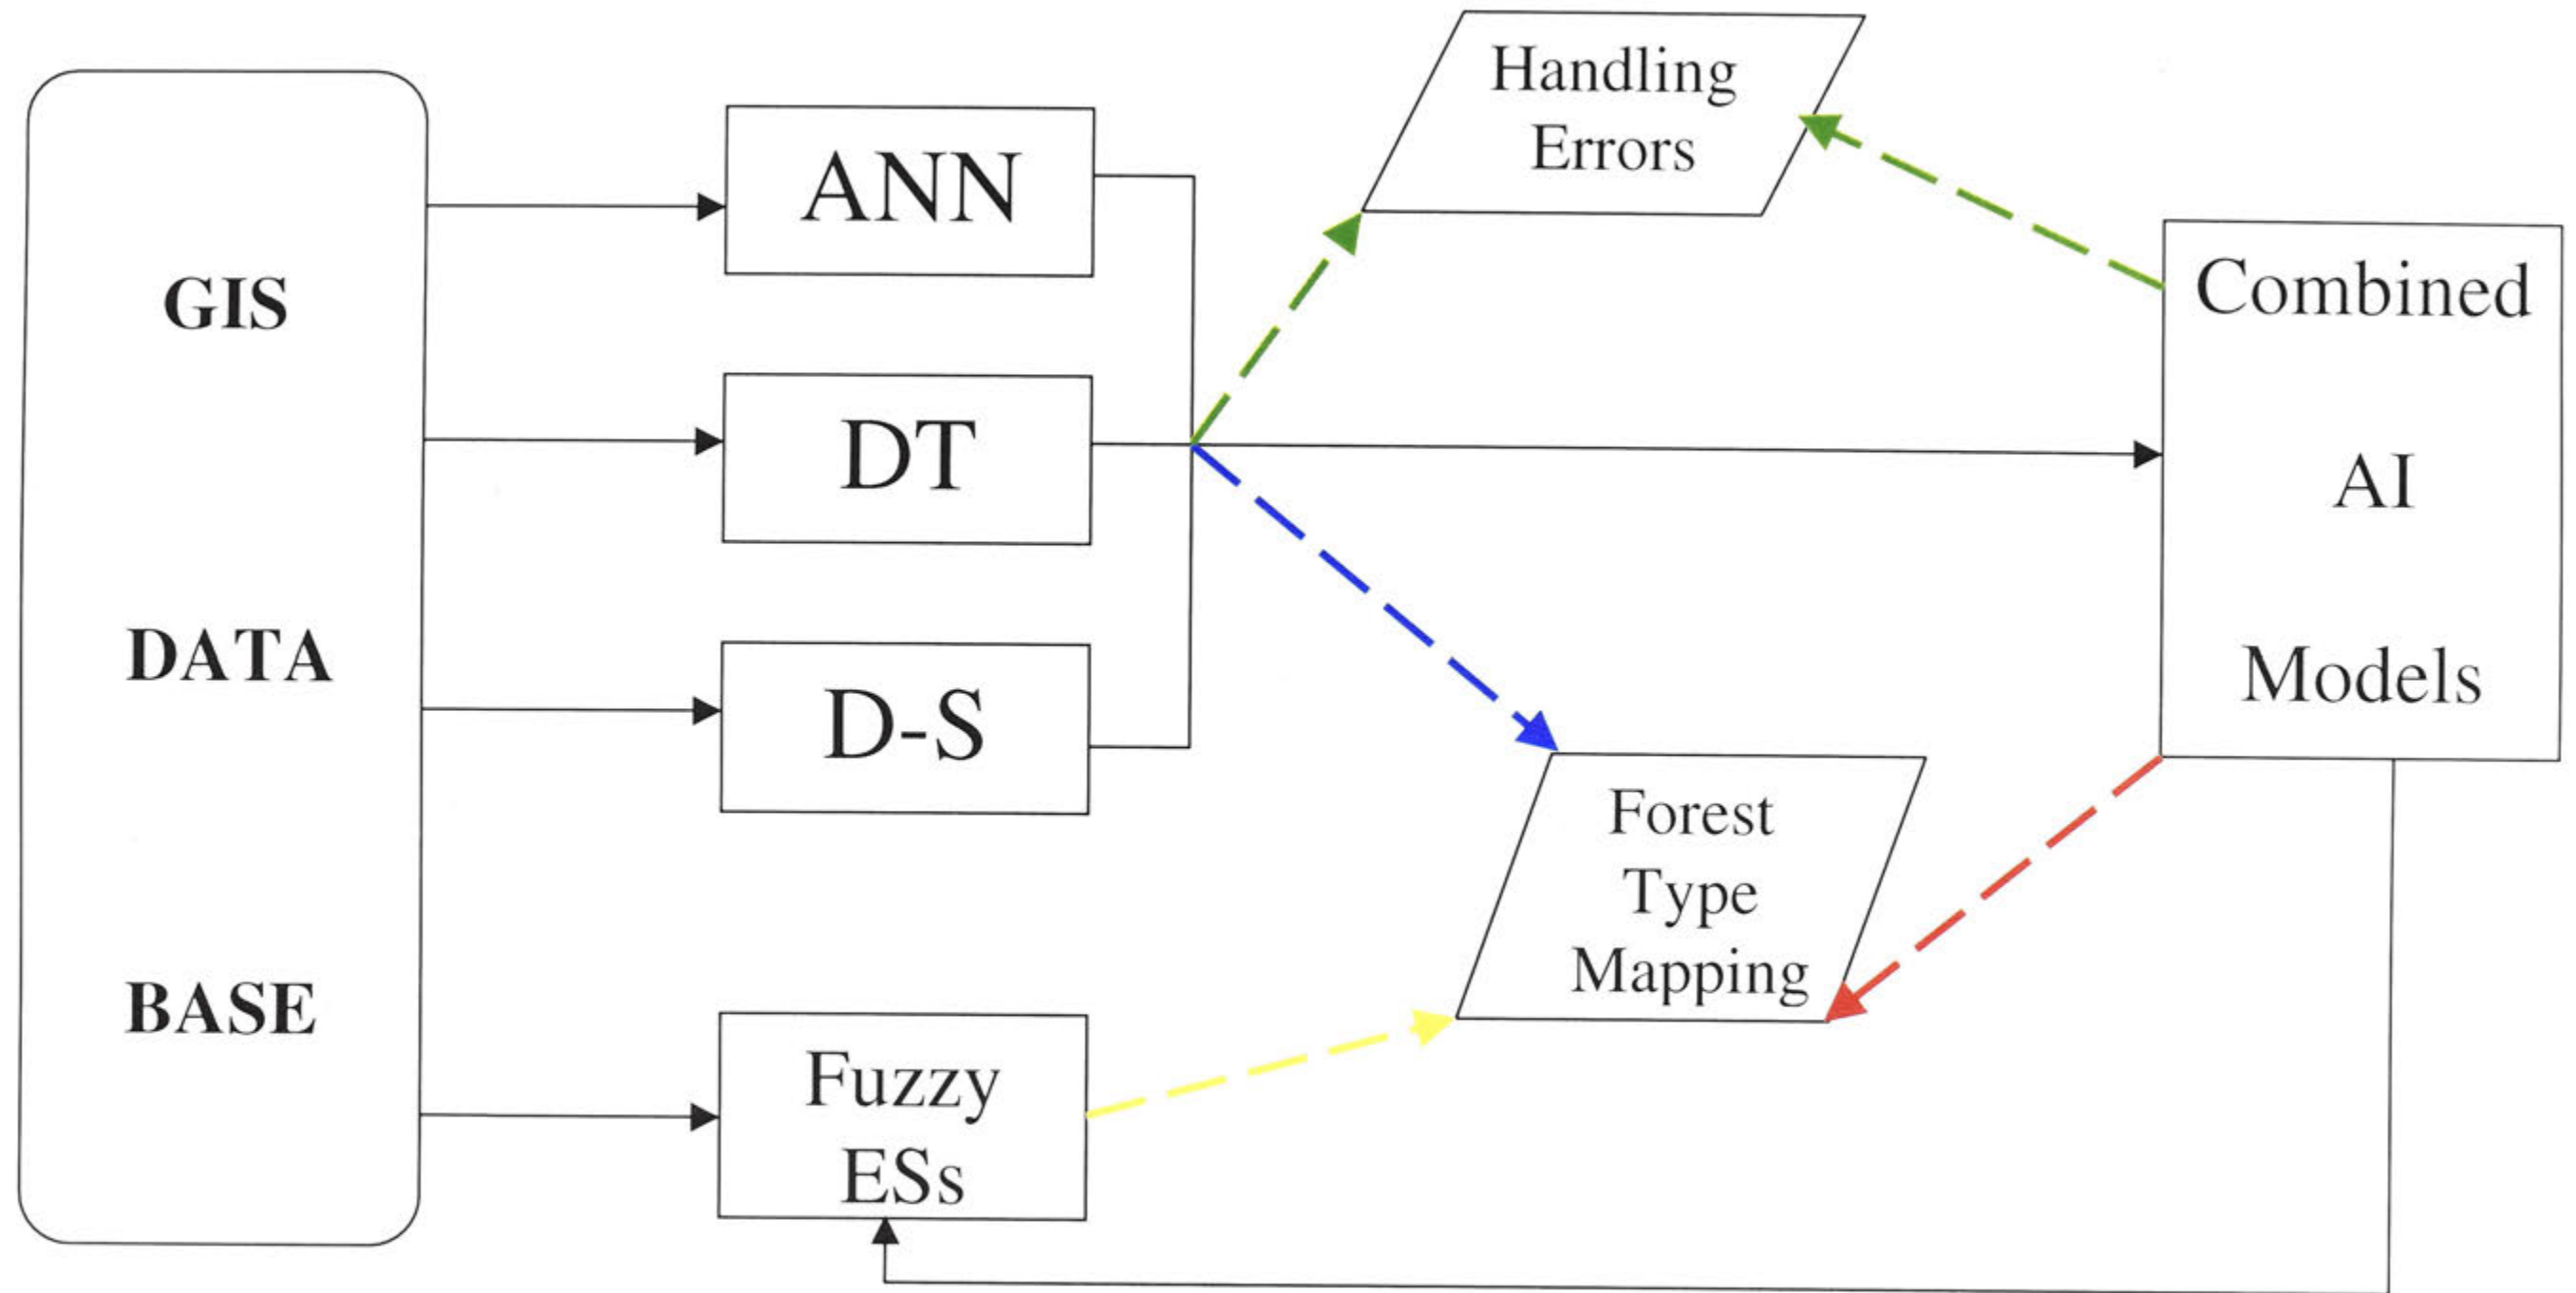 GIS
DATA
BASE
ANN
DT
D-S
Fuzzy
ESs
Handling
Errors
Forest
Type
Mapping
Combined
AI
Models